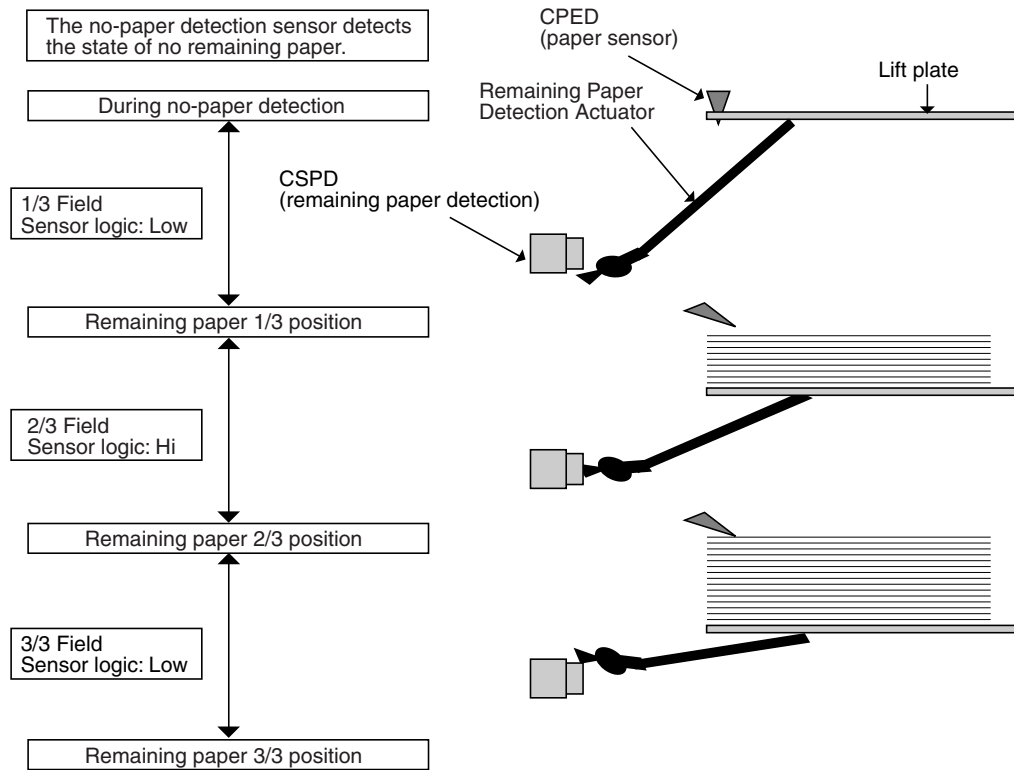 The no-paper detection sensor detects
the state of no remaining paper.
During no-paper detection
1/3 Field
Sensor logic: Low
Remaining paper 1/3 position
2/3 Field
Sensor logic: Hi
Remaining paper 2/3 position
3/3 Field
Sensor logic: Low
Remaining paper 3/3 position
CPED
(paper sensor)
Lift plate
Remaining Paper
Detection Actuator
CSPD
(remaining paper detection)